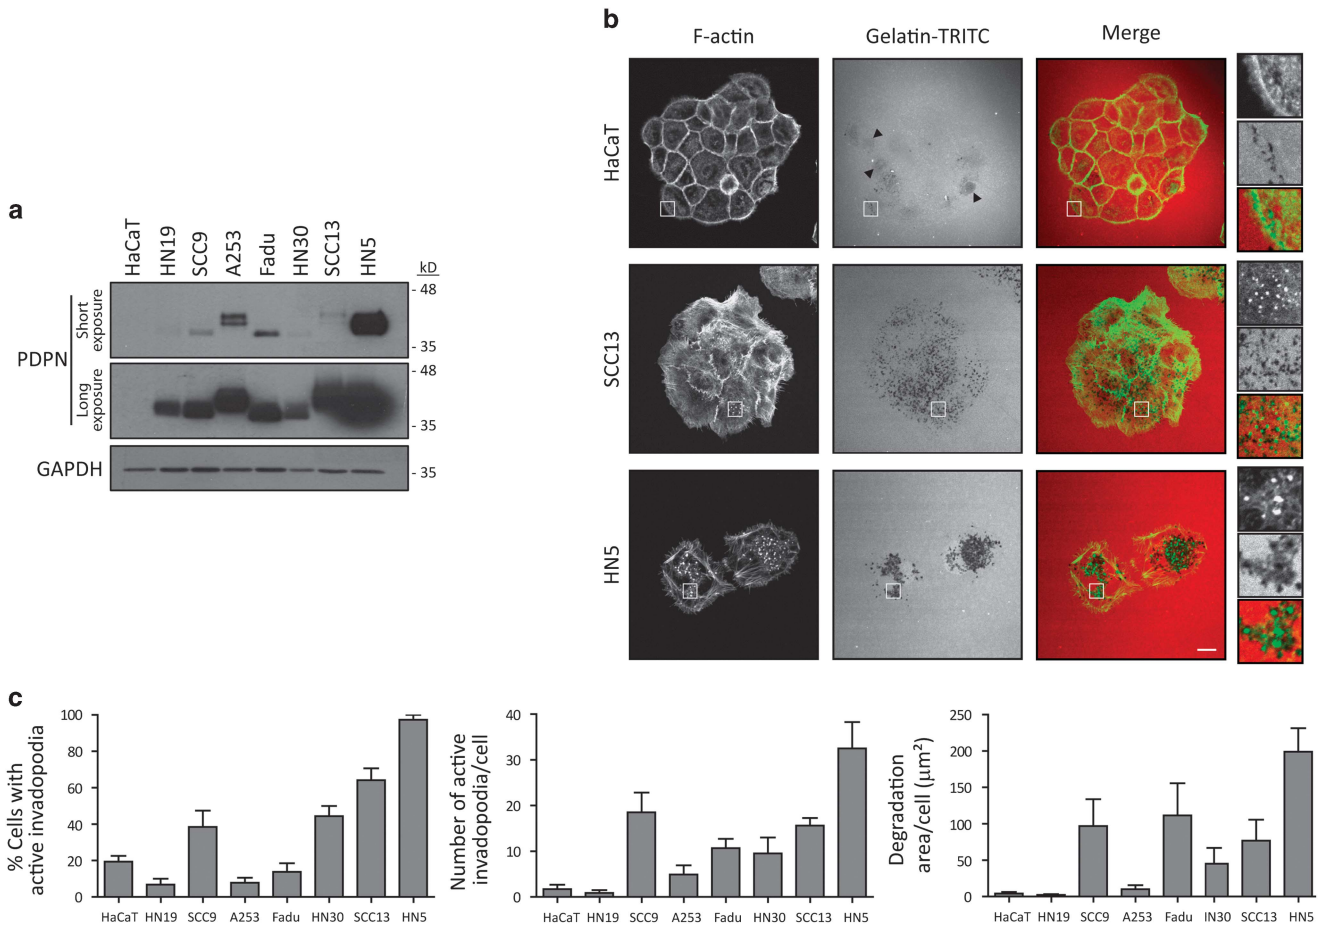 a
HaCaT
HN19
SCC9
A253
Fadu
HN30
SCC13
HN5
kD
PDPN
Short
exposure
- 48
- 35
Long
exposure
- 48
- 35
GAPDH
- 35
b
F-actin
Gelatin-TRITC
Merge
HaCaT
SCC13
HN5
c
% Cells with
active invadopodia
100
80
60
40
20
0
HaCaT HN19 SCC9 A253 Fadu HN30 SCC13 HN5
Number of active
invadopodia/cell
40
30
20
10
0
HaCaT HN19 SCC9 A253 Fadu HN30 SCC13 HN5
Degradation
area/cell (µm²)
250
200
150
100
50
0
HaCaT HN19 SCC9 A253 Fadu IN30 SCC13 HN5